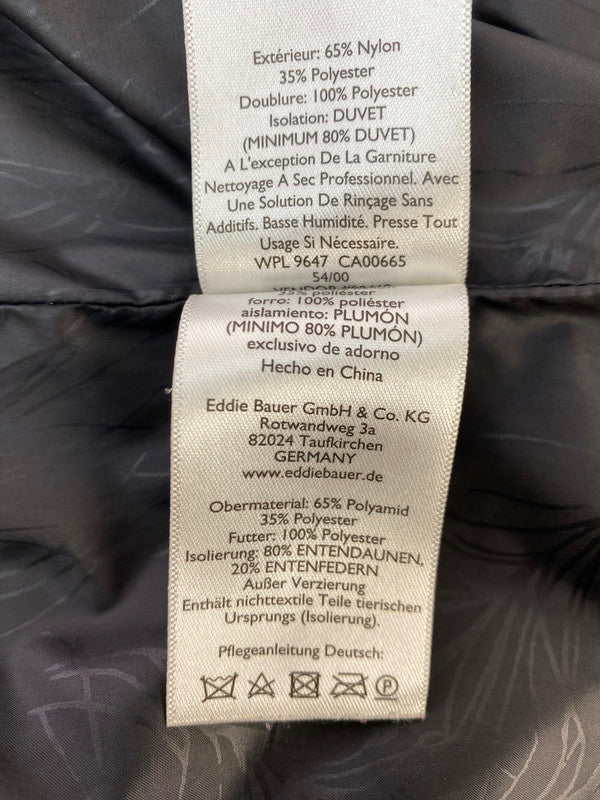 Extérieur: 65% Nylon
35% Polyester
Doublure: 100% Polyester
Isolation: DUVET
(MINIMUM 80% DUVET)
A L'exception De La Garniture
Nettoyage A Sec Professionnel. Avec
Une Solution De Rinçage Sans
Additifs. Basse Humidité. Presse Tout
Usage Si Nécessaire.
WPL 9647 CA00665
54/00
35% poliéster
forro: 100% poliéster
aislamiento: PLUMÓN
(MINIMO 80% PLUMÓN)
exclusivo de adorno
Hecho en China
Eddie Bauer GmbH & Co. KG
Rotwandweg 3a
82024 Taufkirchen
GERMANY
www.eddiebauer.de
Obermaterial: 65% Polyamid
35% Polyester
Futter: 100% Polyester
Isolierung: 80% ENTENDAUNEN,
20% ENTENFEDERN
Außer Verzierung
Enthält nichttextile Teile tierischen
Ursprungs (Isolierung).
Pflegeanleitung Deutsch:
P